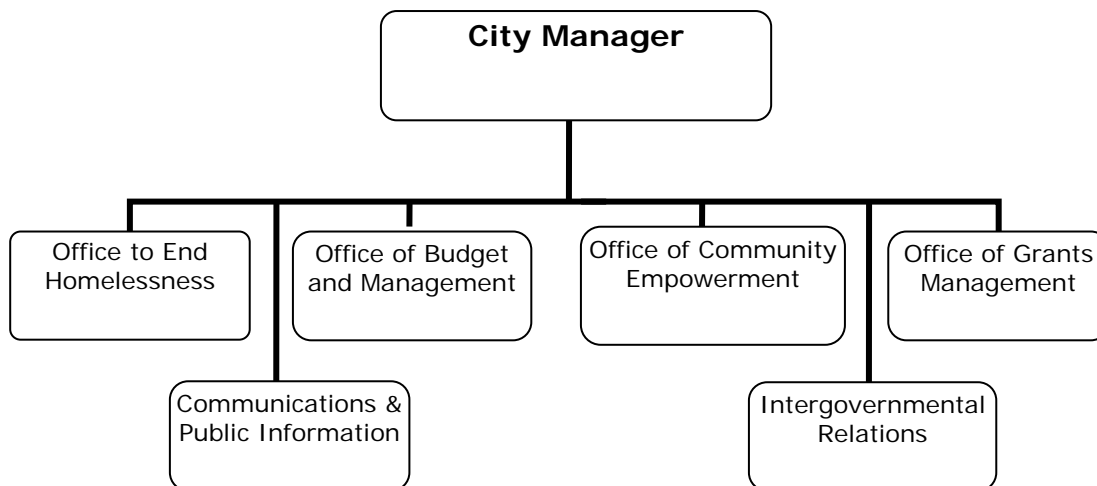 City Manager
Office to End
Homelessness
Office of Budget
and Management
Office of Community
Empowerment
Office of Grants
Management
Communications &
Public Information
Intergovernmental
Relations